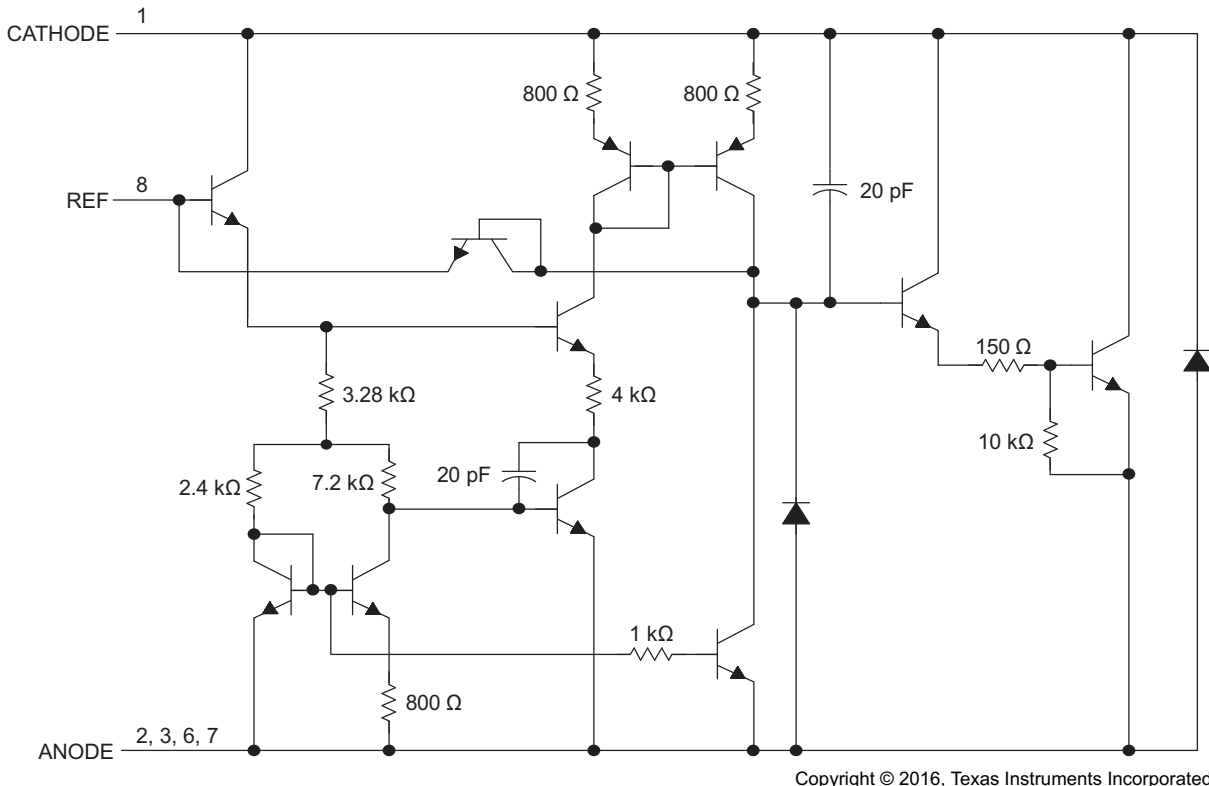 1
CATHODE
800 Ω
800 Ω
8
REF
20 pF
150 Ω
3.28 kΩ
4 kΩ
10 kΩ
20 pF
2.4 kΩ
7.2 kΩ
1 kΩ
800 Ω
2, 3, 6, 7
ANODE
Copyright © 2016, Texas Instruments Incorporated